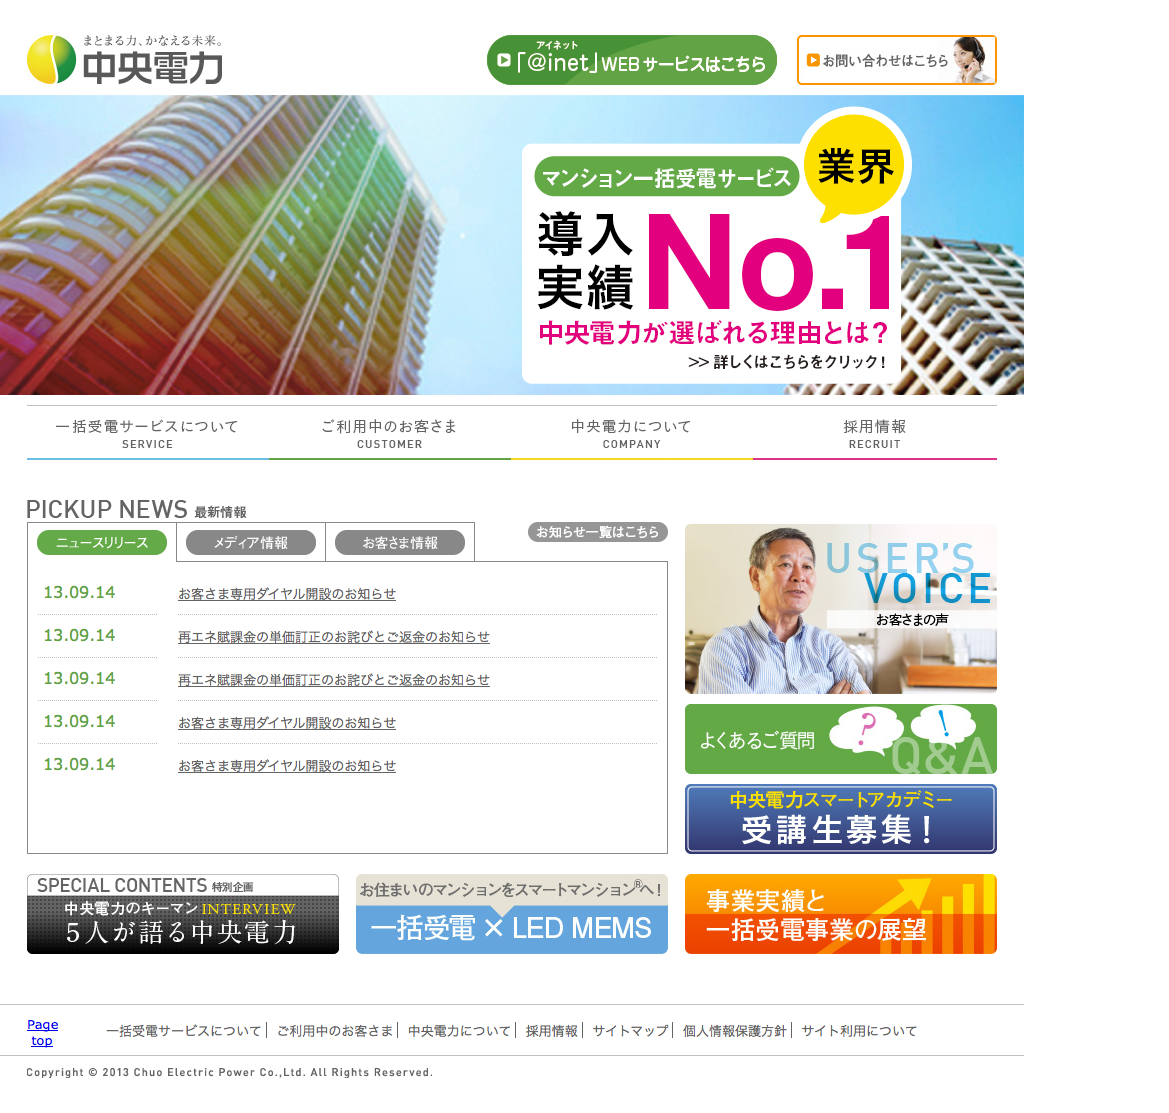 まとまる力、かなえる未来。
中央電力
アイネット
「@inet」WEBサービスはこちら
お問い合わせはこちら
業界
マンション一括受電サービス
導入
実績
No.1
中央電力が選ばれる理由とは?
>> 詳しくはこちらをクリック!
一括受電サービスについて
SERVICE
ご利用中のお客さま
CUSTOMER
中央電力について
COMPANY
採用情報
RECRUIT
PICKUP NEWS 最新情報
ニュースリリース
メディア情報
お客さま情報
お知らせ一覧はこちら
13.09.14 お客さま専用ダイヤル開設のお知らせ
13.09.14 再エネ賦課金の単価訂正のお詫びとご返金のお知らせ
13.09.14 再エネ賦課金の単価訂正のお詫びとご返金のお知らせ
13.09.14 お客さま専用ダイヤル開設のお知らせ
13.09.14 お客さま専用ダイヤル開設のお知らせ
USER'S
VOICE
お客さまの声
よくあるご質問
? !
Q&A
中央電力スマートアカデミー
受講生募集!
SPECIAL CONTENTS 特別企画
中央電力のキーマン INTERVIEW
5人が語る中央電力
お住まいのマンションをスマートマンション®へ!
一括受電 × LED MEMS
事業実績と
一括受電事業の展望
Page
top
一括受電サービスについて
ご利用中のお客さま
中央電力について
採用情報
サイトマップ
個人情報保護方針
サイト利用について
Copyright © 2013 Chuo Electric Power Co.,Ltd. All Rights Reserved.